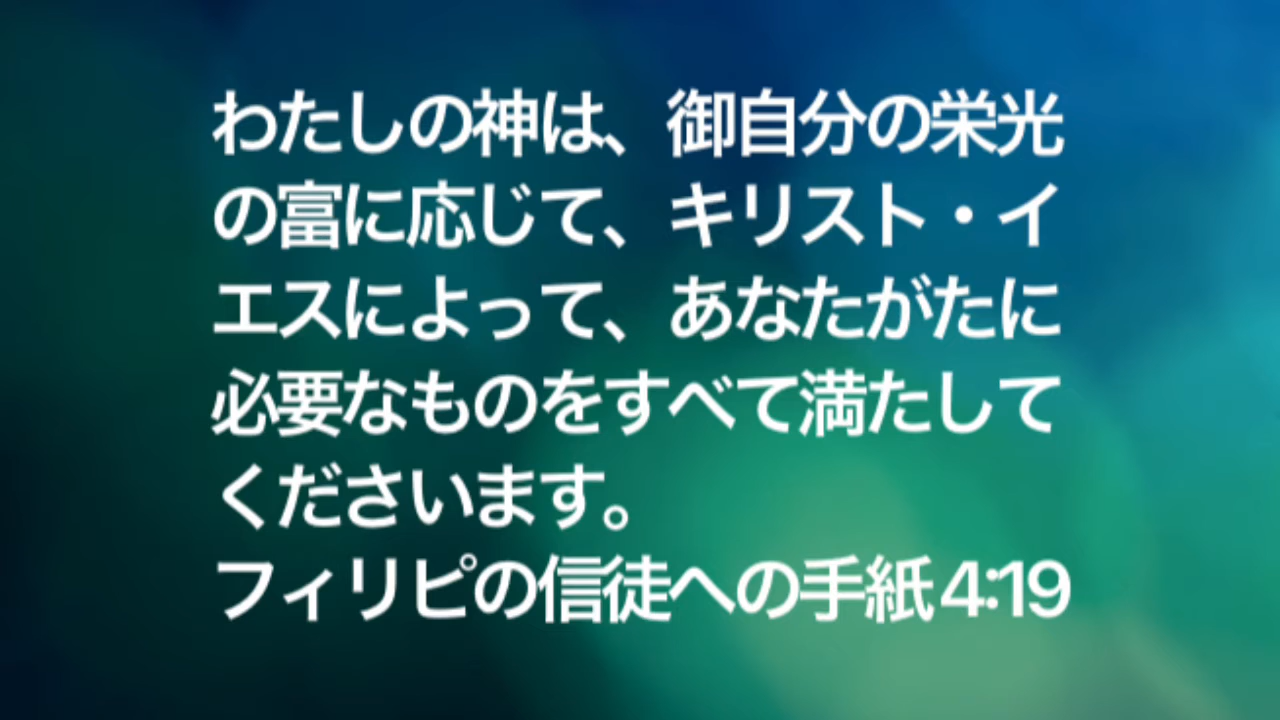 わたしの神は、御自分の栄光
の富に応じて、キリスト・イ
エスによって、あなたがたに
必要なものをすべて満たして
くださいます。
フィリピの信徒への手紙 4:19